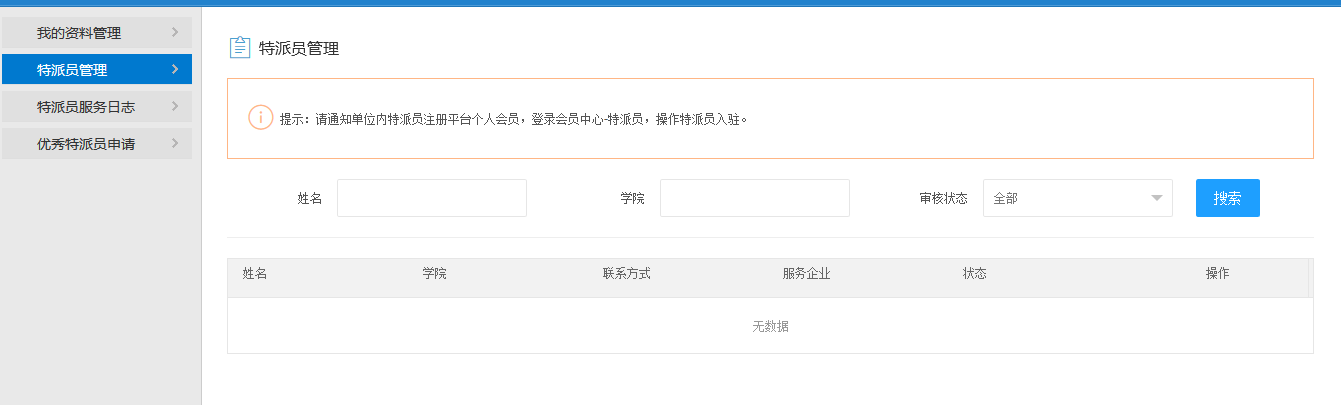 我的资料管理
特派员管理
特派员服务日志
优秀特派员申请
特派员管理
提示：请通知单位内特派员注册平台个人会员，登录会员中心-特派员，操作特派员入驻。
姓名 学院 审核状态 全部 搜索
姓名 学院 联系方式 服务企业 状态 操作
无数据